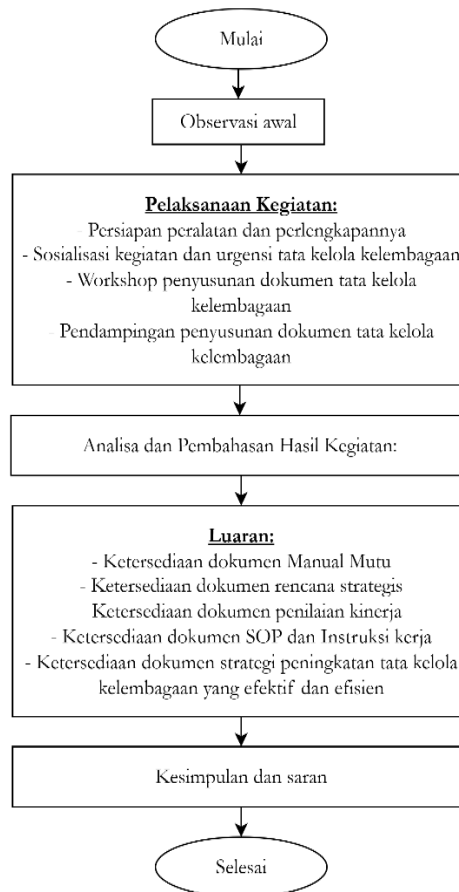 Mulai
Observasi awal
Pelaksanaan Kegiatan:
- Persiapan peralatan dan perlengkapannya
- Sosialisasi kegiatan dan urgensi tata kelola kelembagaan
- Workshop penyusunan dokumen tata kelola
kelembagaan
- Pendampingan penyusunan dokumen tata kelola
kelembagaan
Analisa dan Pembahasan Hasil Kegiatan:
Luaran:
- Ketersediaan dokumen Manual Mutu
- Ketersediaan dokumen rencana strategis
Ketersediaan dokumen penilaian kinerja
- Ketersediaan dokumen SOP dan Instruksi kerja
- Ketersediaan dokumen strategi peningkatan tata kelola
kelembagaan yang efektif dan efisien
Kesimpulan dan saran
Selesai